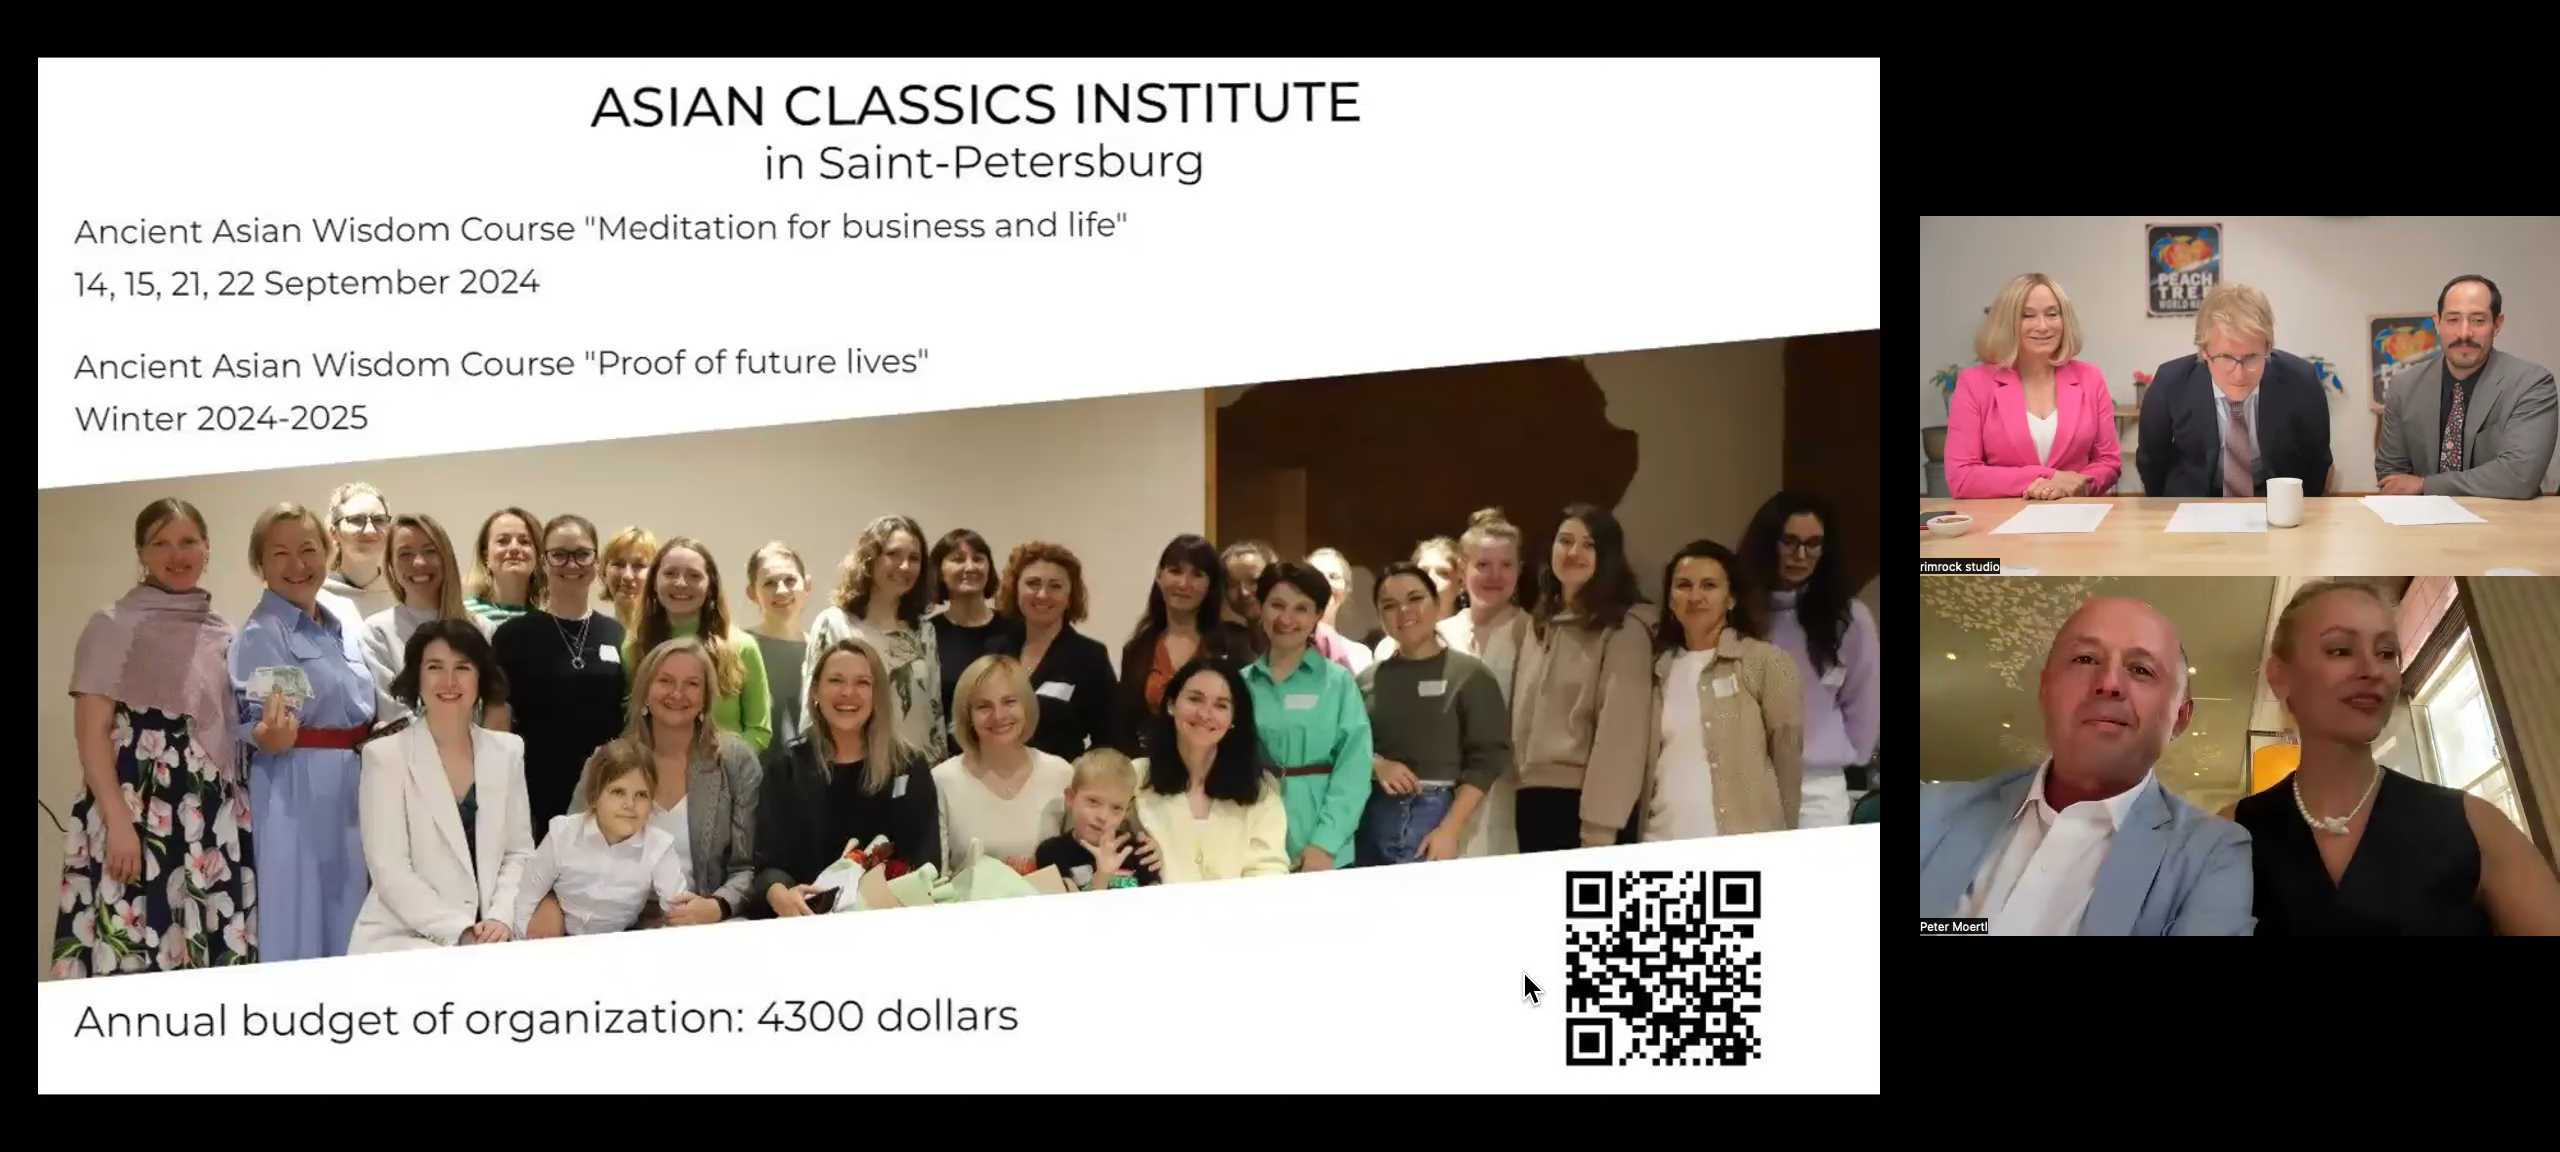 ASIAN CLASSICS INSTITUTE
in Saint-Petersburg
Ancient Asian Wisdom Course "Meditation for business and life"
14, 15, 21, 22 September 2024
Ancient Asian Wisdom Course "Proof of future lives"
Winter 2024-2025
Annual budget of organization: 4300 dollars
PEACH
TREE
WORLD
rimrock studio
Peter Moertl